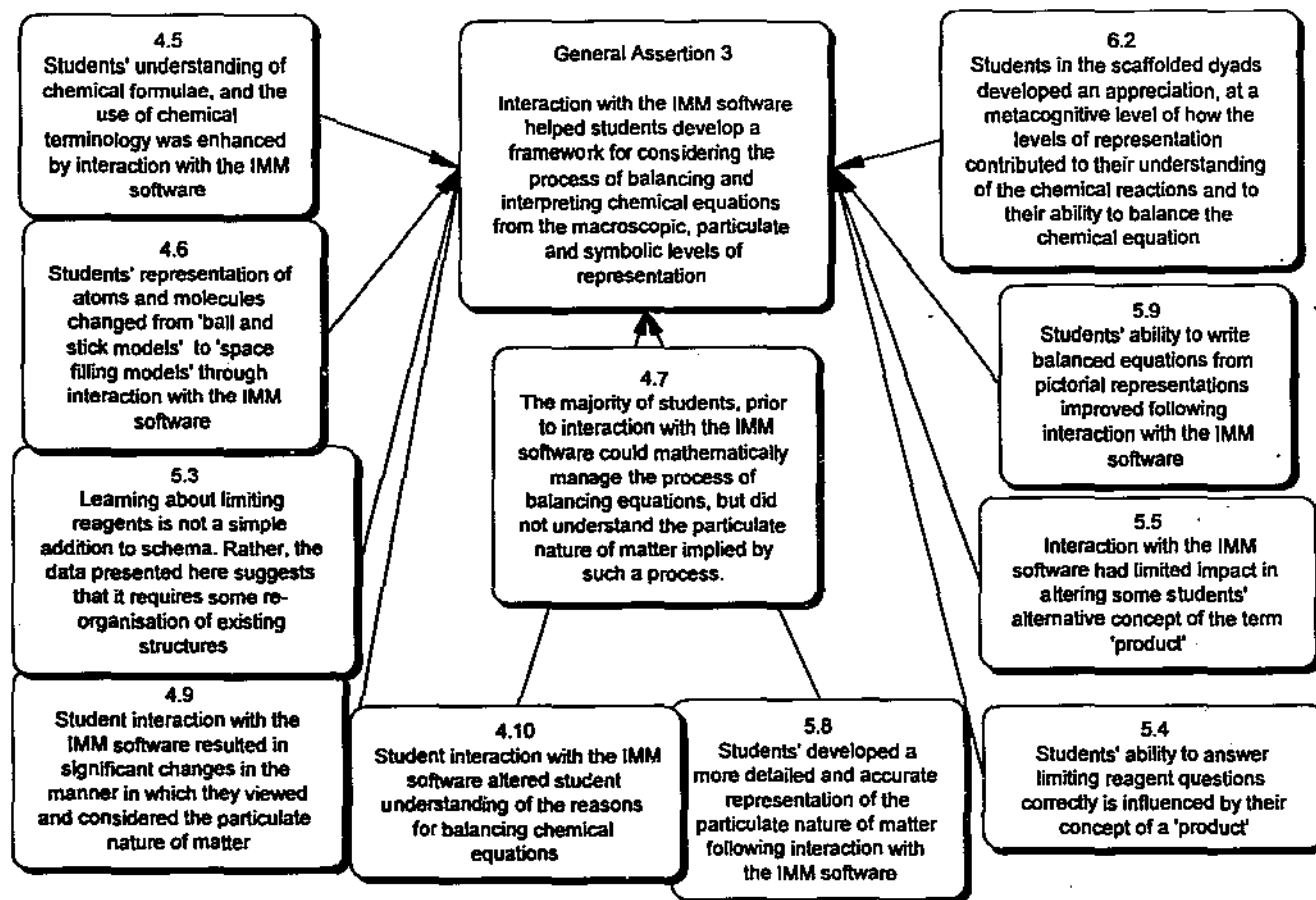 4.5
Students' understanding of
chemical formulae, and the
use of chemical
terminology was enhanced
by interaction with the IMM
software
General Assertion 3
Interaction with the IMM software
helped students develop a
framework for considering the
process of balancing and
interpreting chemical equations
from the macroscopic, particulate
and symbolic levels of
representation
6.2
Students in the scaffolded dyads
developed an appreciation, at a
metacognitive level of how the
levels of representation
contributed to their understanding
of the chemical reactions and to
their ability to balance the
chemical equation
4.6
Students' representation of
atoms and molecules
changed from 'ball and
stick models' to 'space
filling models' through
interaction with the IMM
software
4.7
The majority of students, prior
to interaction with the IMM
software could mathematically
manage the process of
balancing equations, but did
not understand the particulate
nature of matter implied by
such a process.
5.9
Students' ability to write
balanced equations from
pictorial representations
improved following
interaction with the IMM
software
5.3
Learning about limiting
reagents is not a simple
addition to schema. Rather, the
data presented here suggests
that it requires some re-
organisation of existing
structures
5.5
Interaction with the IMM
software had limited impact in
altering some students'
alternative concept of the term
'product'
4.9
Student interaction with the
IMM software resulted in
significant changes in the
manner in which they viewed
and considered the particulate
nature of matter
4.10
Student interaction with the IMM
software altered student
understanding of the reasons
for balancing chemical
equations
5.8
Students' developed a
more detailed and accurate
representation of the
particulate nature of matter
following interaction with
the IMM software
5.4
Students' ability to answer
limiting reagent questions
correctly is influenced by their
concept of a 'product'